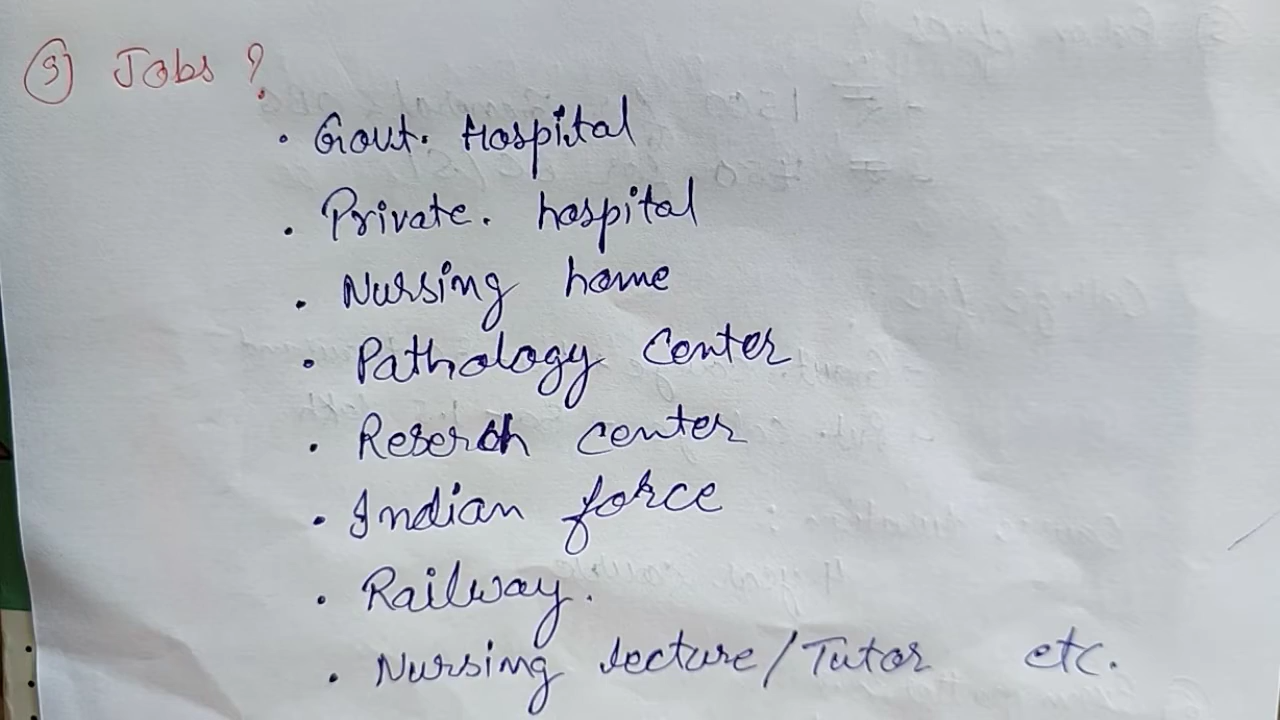 9) Jobs ?
• Govt. Hospital
• Private. hospital
• Nursing home
• Pathology Center
• Reserch center
• Indian force
• Railway.
• Nursing lecture/Tutor etc.